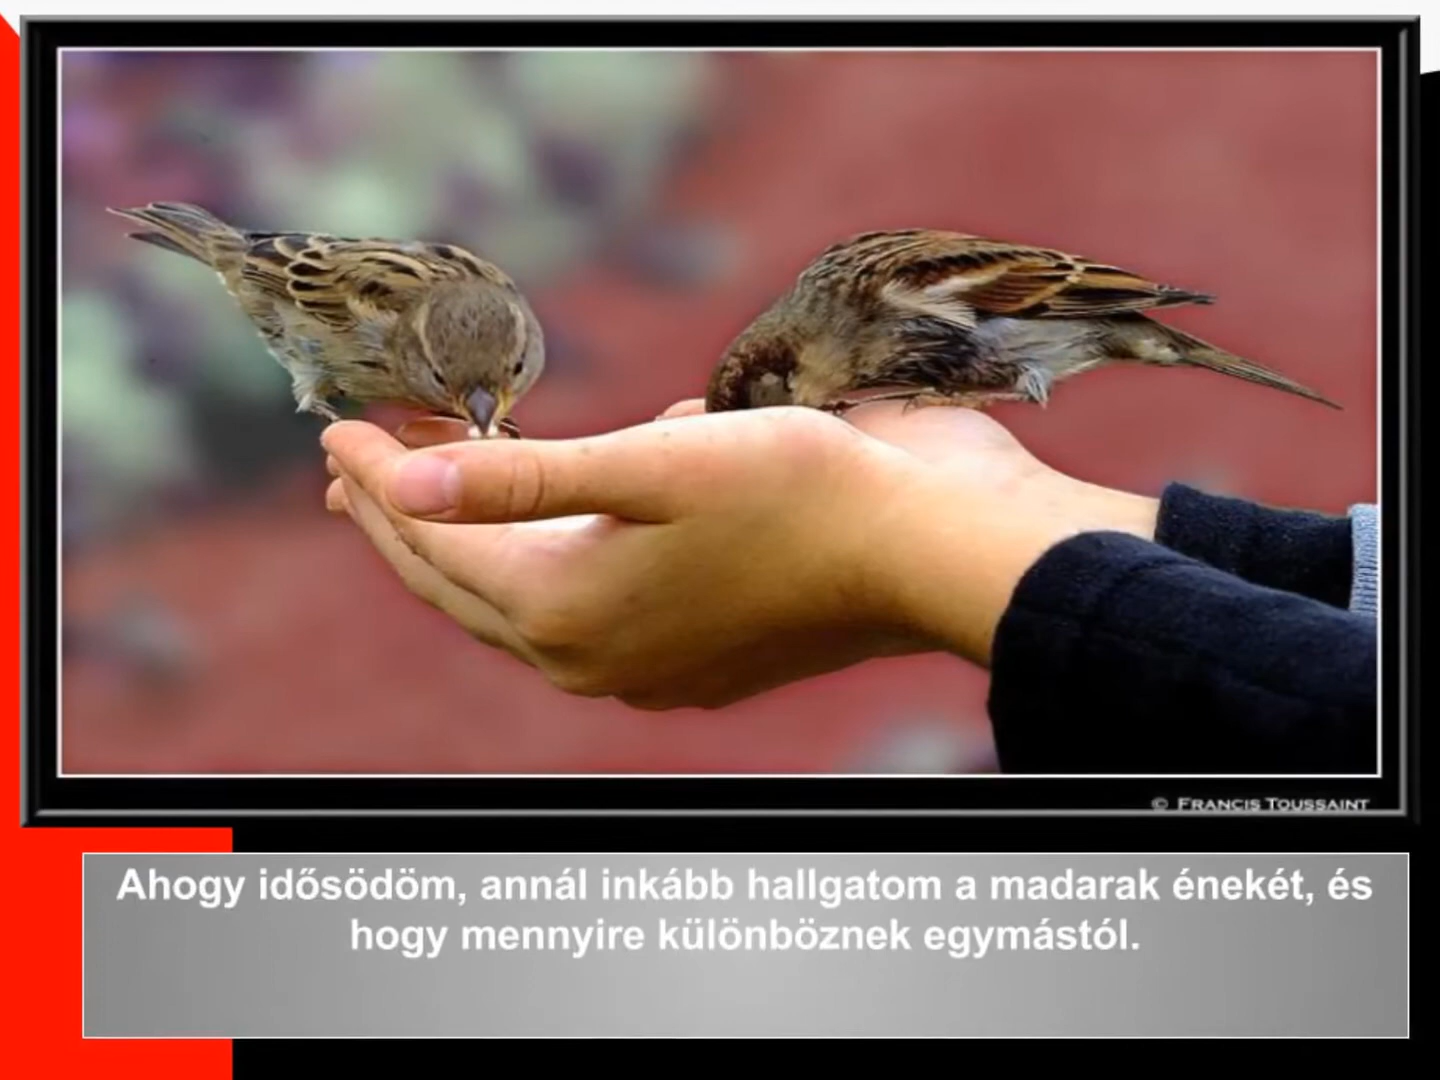 © Francis Toussaint
Ahogy idősödöm, annál inkább hallgatom a madarak énekét, és
hogy mennyire különböznek egymástól.